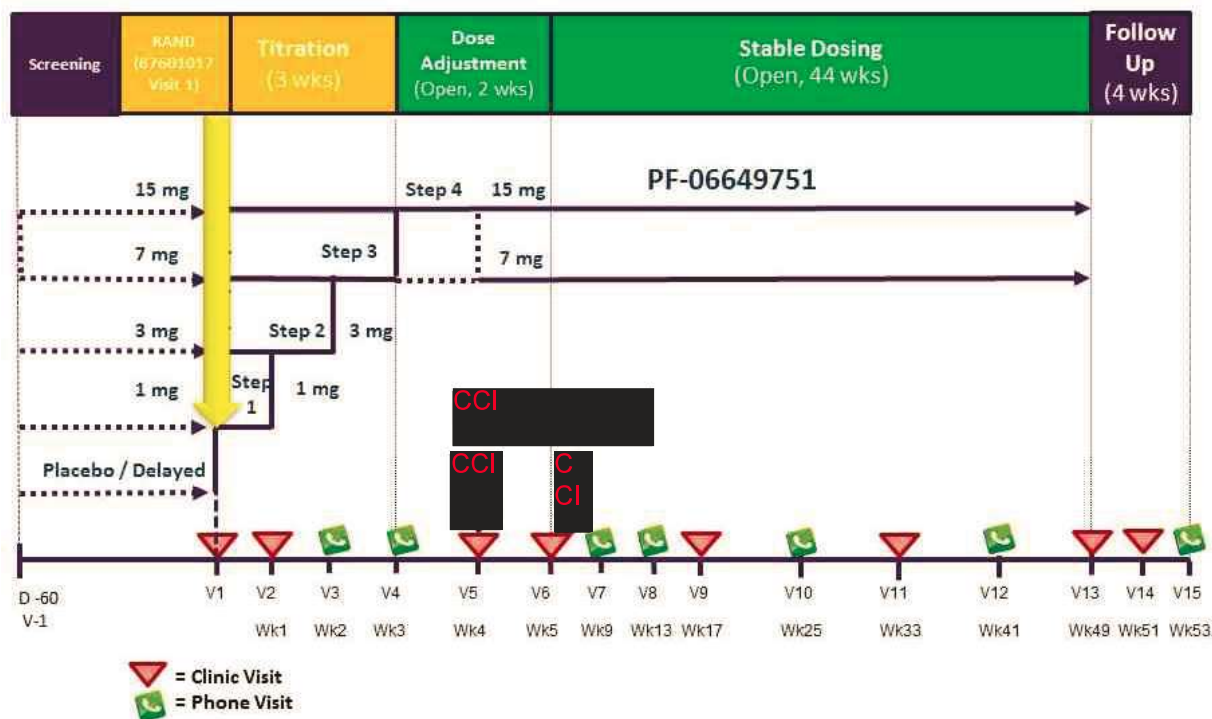 Screening
RAND
(B7601017
Visit 1)
Titration
(3 wks)
Dose
Adjustment
(Open, 2 wks)
Stable Dosing
(Open, 44 wks)
Follow
Up
(4 wks)
15 mg
Step 4
15 mg
PF-06649751
7 mg
Step 3
7 mg
3 mg
Step 2
3 mg
1 mg
Step
1
1 mg
CCI
CCI
C
CI
Placebo / Delayed
D -60
V-1
V1 V2 V3 V4 V5 V6 V7 V8 V9 V10 V11 V12 V13 V14 V15
Wk1 Wk2 Wk3 Wk4 Wk5 Wk9 Wk13 Wk17 Wk25 Wk33 Wk41 Wk49 Wk51 Wk53
= Clinic Visit
= Phone Visit